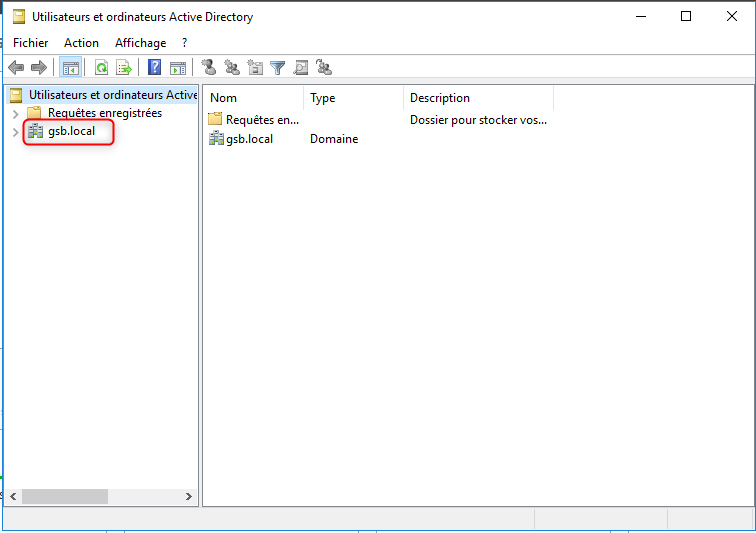 Utilisateurs et ordinateurs Active Directory
Fichier Action Affichage ?
Utilisateurs et ordinateurs Active
Requêtes enregistrées
gsb.local
Nom Type Description
Requêtes en... Dossier pour stocker vos...
gsb.local Domaine